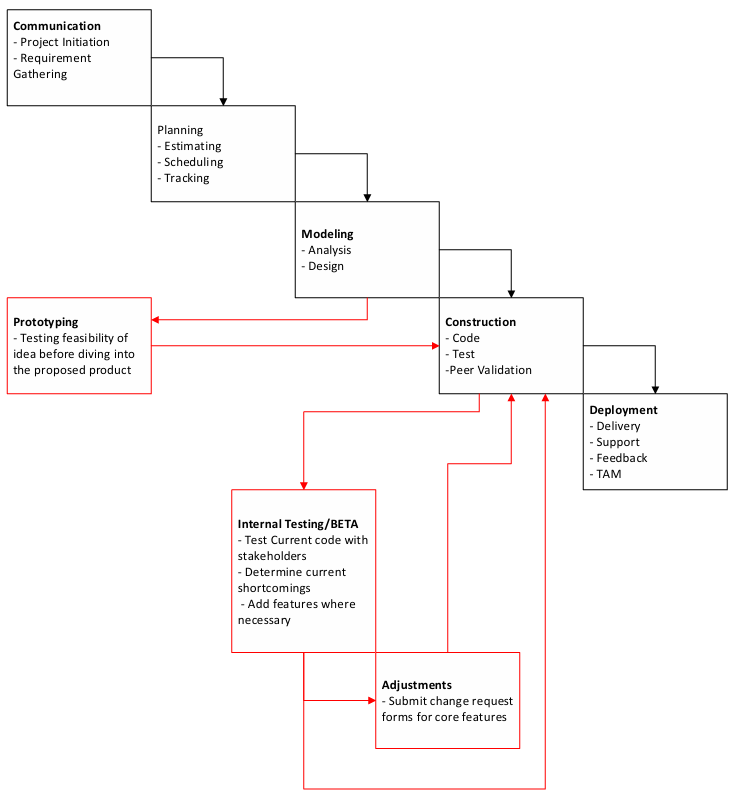 Communication
- Project Initiation
- Requirement
Gathering
Planning
- Estimating
- Scheduling
- Tracking
Modeling
- Analysis
- Design
Prototyping
- Testing feasibility of
idea before diving into
the proposed product
Construction
- Code
- Test
-Peer Validation
Deployment
- Delivery
- Support
- Feedback
- TAM
Internal Testing/BETA
- Test Current code with
stakeholders
- Determine current
shortcomings
- Add features where
necessary
Adjustments
- Submit change request
forms for core features